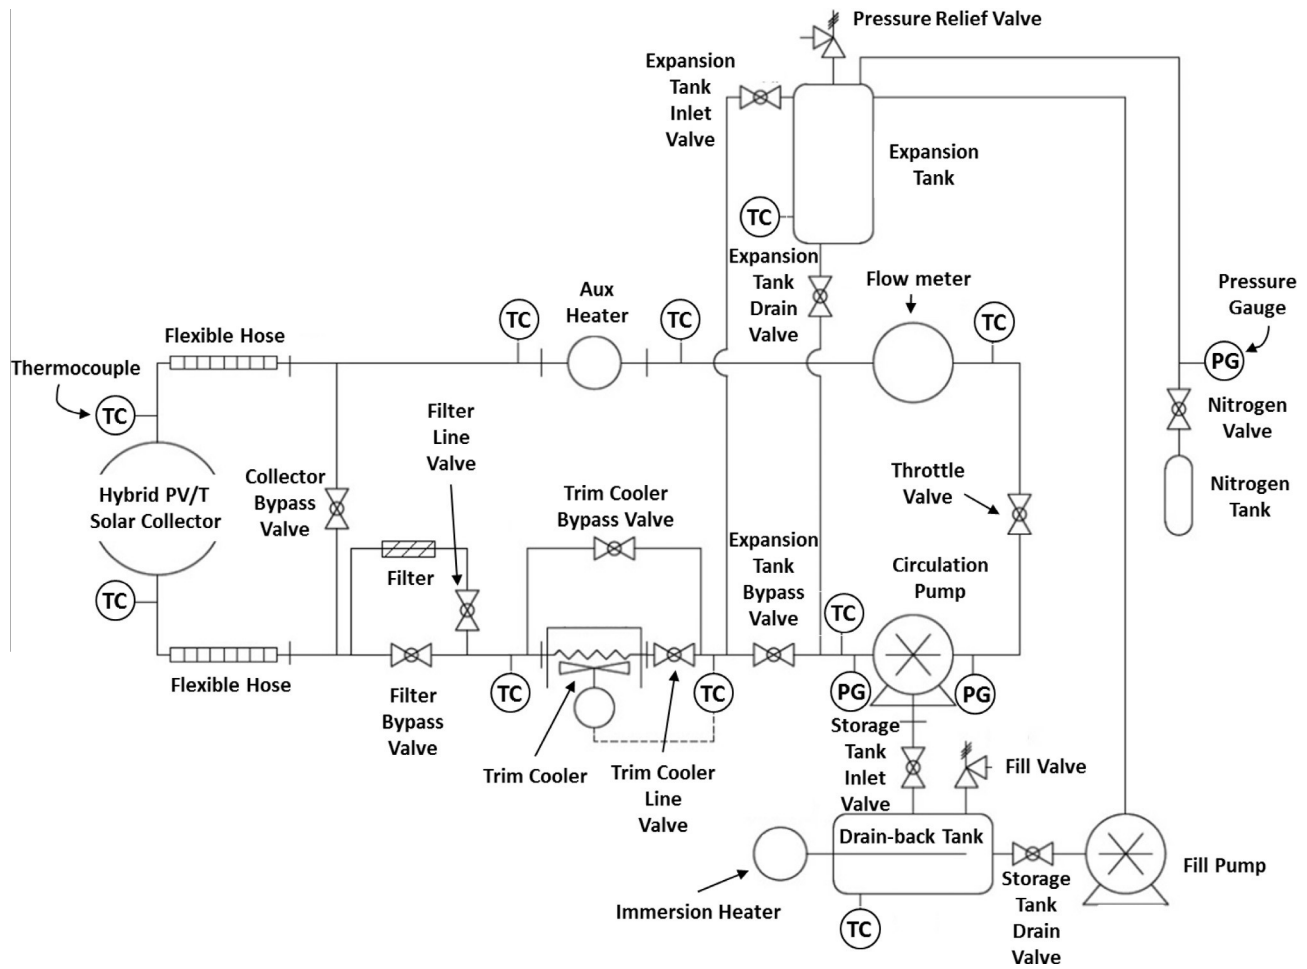 Pressure Relief Valve
Expansion
Tank
Inlet
Valve
Expansion
Tank
TC
Expansion
Tank
Drain
Valve
Flow meter
Pressure
Gauge
Aux
Heater
TC
TC
TC
Flexible Hose
Thermocouple
TC
PG
Nitrogen
Valve
Filter
Line
Valve
Hybrid PV/T
Solar Collector
Collector
Bypass
Valve
Trim Cooler
Bypass Valve
Throttle
Valve
Nitrogen
Tank
Expansion
Tank
Bypass
Valve
Circulation
Pump
Filter
TC
TC
Flexible Hose
TC
TC
PG
PG
Filter
Bypass
Valve
Trim Cooler
Trim Cooler
Line
Valve
Storage
Tank
Inlet
Valve
Fill Valve
Drain-back Tank
Fill Pump
Immersion Heater
TC
Storage
Tank
Drain
Valve